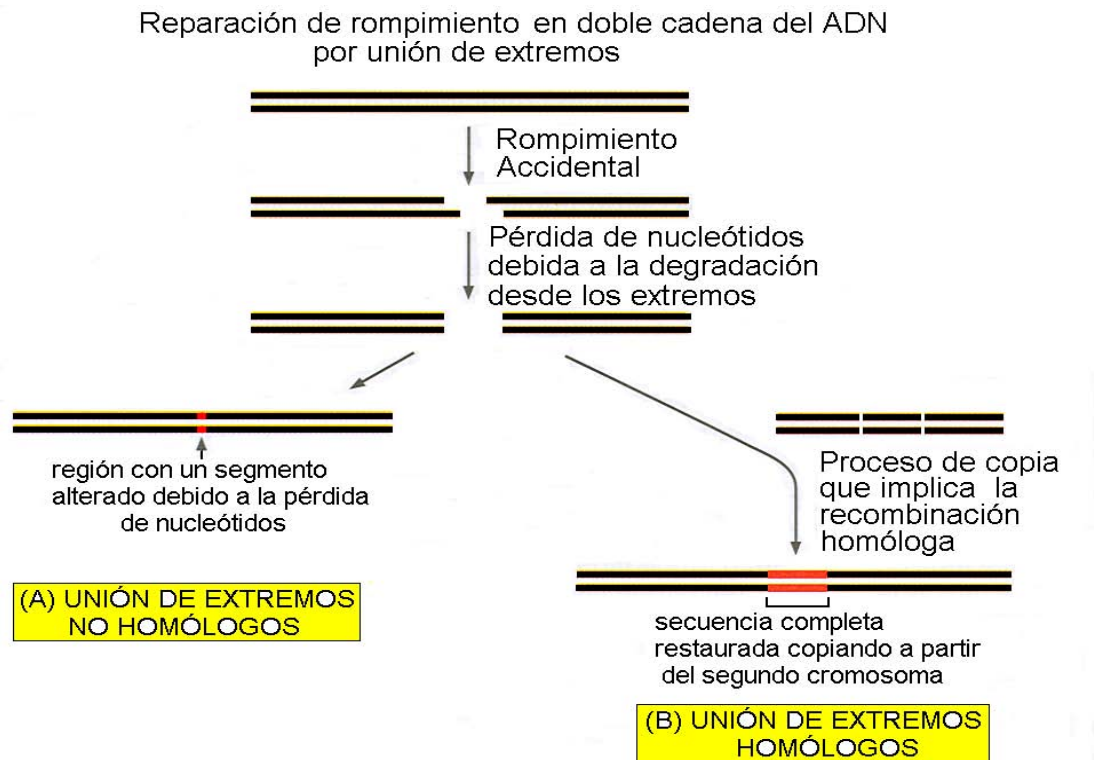 Reparación de rompimiento en doble cadena del ADN
por unión de extremos
Rompimiento
Accidental
Pérdida de nucleótidos
debida a la degradación
desde los extremos
región con un segmento
alterado debido a la pérdida
de nucleótidos
(A) UNIÓN DE EXTREMOS
NO HOMÓLOGOS
Proceso de copia
que implica la
recombinación
homóloga
secuencia completa
restaurada copiando a partir
del segundo cromosoma
(B) UNIÓN DE EXTREMOS
HOMÓLOGOS